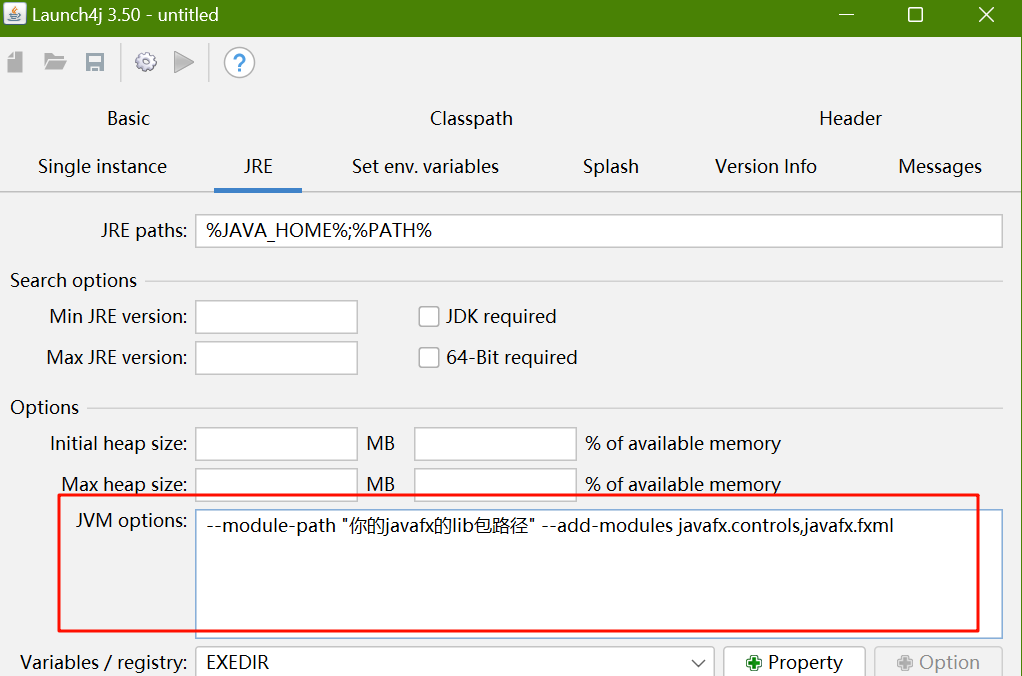 Launch4j 3.50 - untitled
?
Basic Classpath Header
Single instance JRE Set env. variables Splash Version Info Messages
JRE paths: %JAVA_HOME%;%PATH%
Search options
Min JRE version: JDK required
Max JRE version: 64-Bit required
Options
Initial heap size: MB % of available memory
Max heap size: MB % of available memory
JVM options: --module-path "你的javafx的lib包路径" --add-modules javafx.controls,javafx.fxml
Variables / registry: EXEDIR Property Option